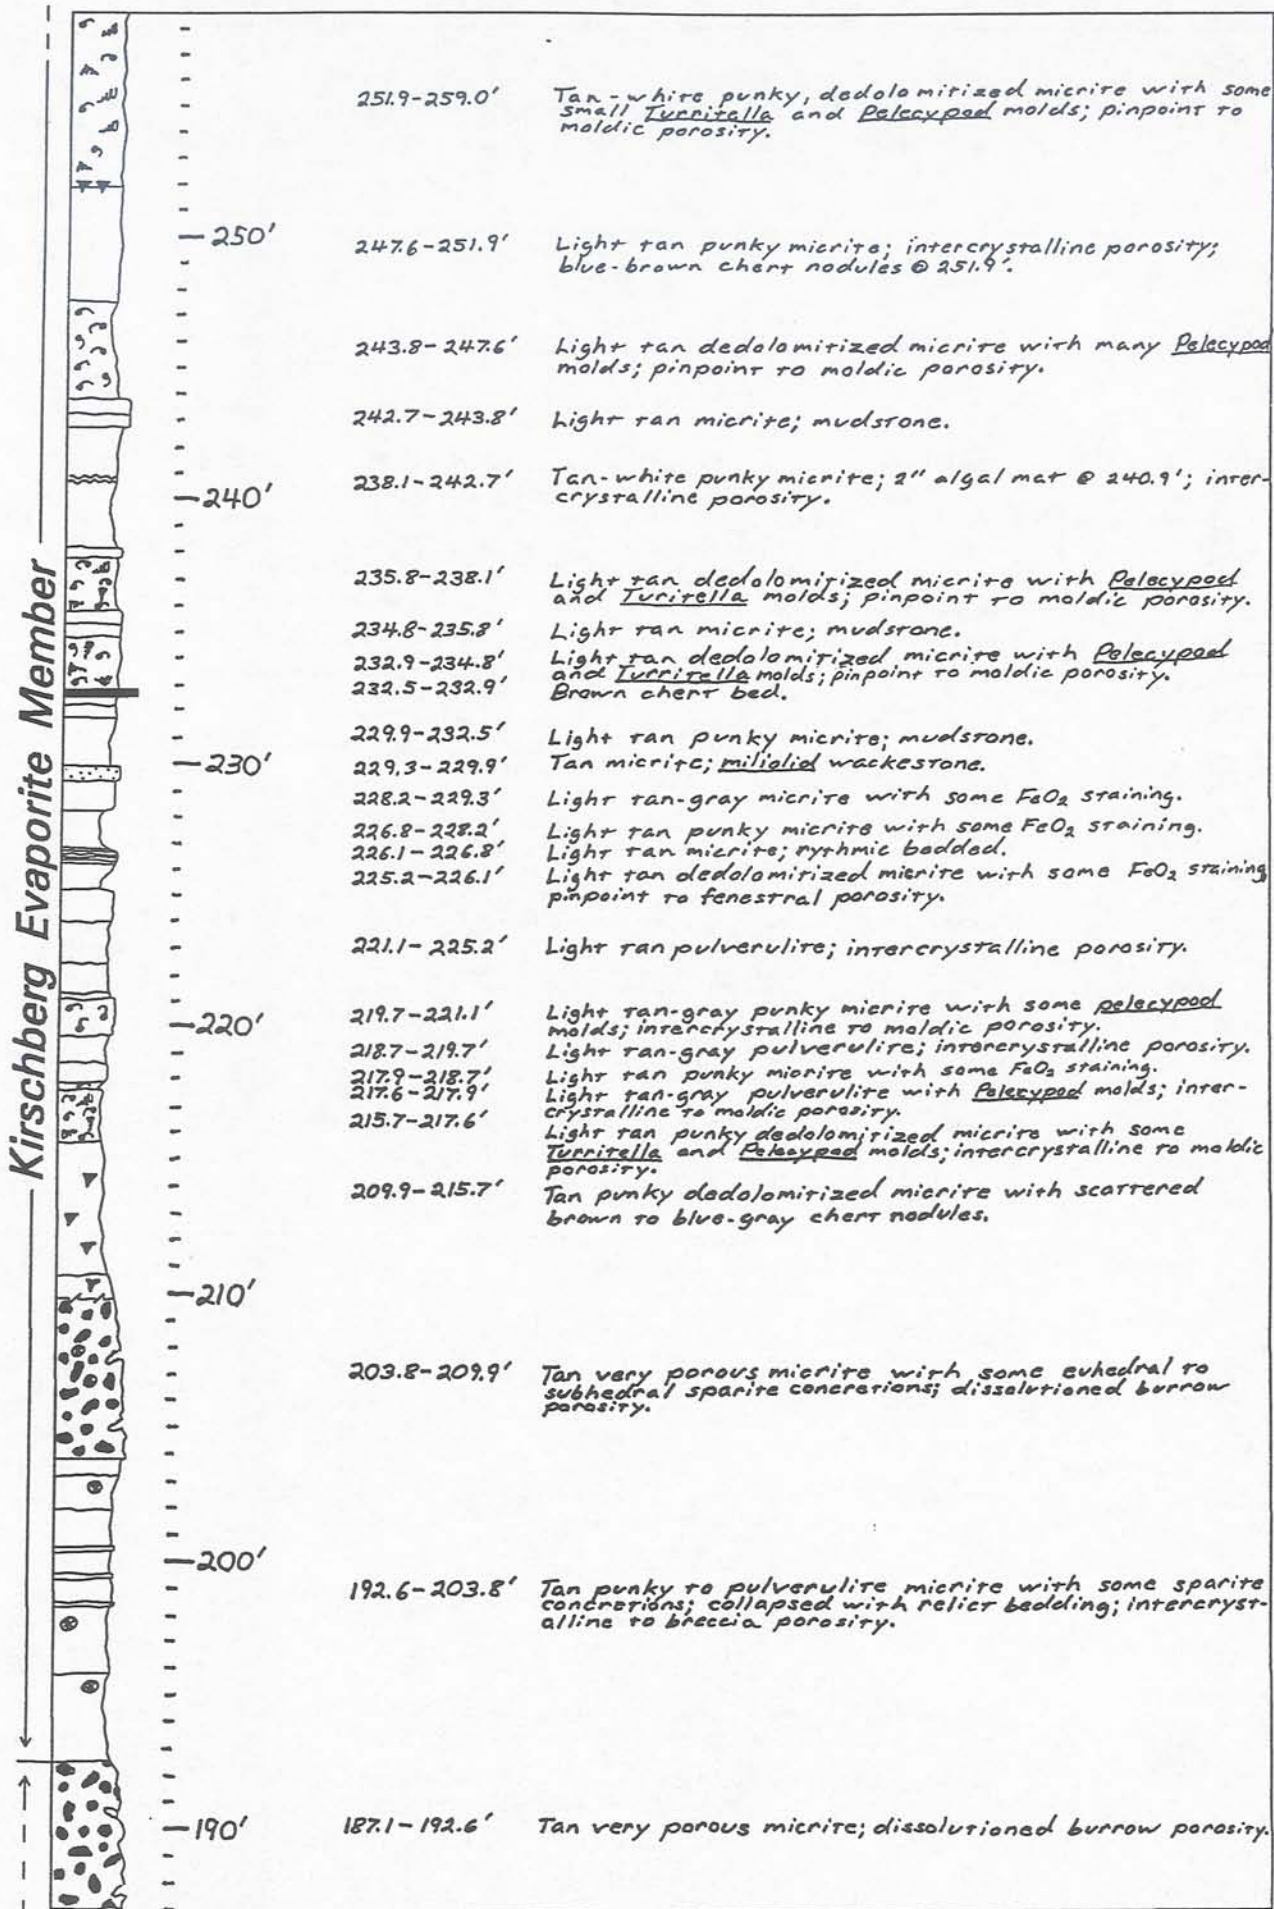 Kirschberg Evaporite Member
251.9-259.0' Tan-white punky, dedolomitized micrite with some
small Turritella and Pelecypod molds; pinpoint to
moldic porosity.
250'
247.6-251.9' Light tan punky micrite; intercrystalline porosity;
blue-brown chert nodules @ 251.9'.
243.8-247.6' Light tan dedolomitized micrite with many Pelecypod
molds; pinpoint to moldic porosity.
242.7-243.8' Light tan micrite; mudstone.
238.1-242.7' Tan-white punky micrite; 2" algal mat @ 240.9'; inter-
crystalline porosity.
240'
235.8-238.1' Light tan dedolomitized micrite with Pelecypod
and Turitella molds; pinpoint to moldic porosity.
234.8-235.8' Light tan micrite; mudstone.
232.9-234.8' Light tan dedolomitized micrite with Pelecypod
and Turritella molds; pinpoint to moldic porosity.
232.5-232.9' Brown chert bed.
229.9-232.5' Light tan punky micrite; mudstone.
230'
229.3-229.9' Tan micrite; miliolid wackestone.
228.2-229.3' Light tan-gray micrite with some FeO2 staining.
226.8-228.2' Light tan punky micrite with some FeO2 staining.
226.1-226.8' Light tan micrite; rythmic bedded.
225.2-226.1' Light tan dedolomitized micrite with some FeO2 staining
pinpoint to fenestral porosity.
221.1-225.2' Light tan pulverulite; intercrystalline porosity.
220'
219.7-221.1' Light tan-gray punky micrite with some pelecypod
molds; intercrystalline to moldic porosity.
218.7-219.7' Light tan-gray pulverulite; intercrystalline porosity.
217.9-218.7' Light tan punky micrite with some FeO2 staining.
217.6-217.9' Light tan-gray pulverulite with Pelecypod molds; inter-
crystalline to moldic porosity.
215.7-217.6' Light tan punky dedolomitized micrite with some
Turritella and Pelecypod molds; intercrystalline to moldic
porosity.
209.9-215.7' Tan punky dedolomitized micrite with scattered
brown to blue-gray chert nodules.
210'
203.8-209.9' Tan very porous micrite with some euhedral to
subhedral sparite concretions; dissolutioned burrow
porosity.
200'
192.6-203.8' Tan punky to pulverulite micrite with some sparite
concretions; collapsed with relict bedding; intercryst-
alline to breccia porosity.
190'
187.1-192.6' Tan very porous micrite; dissolutioned burrow porosity.